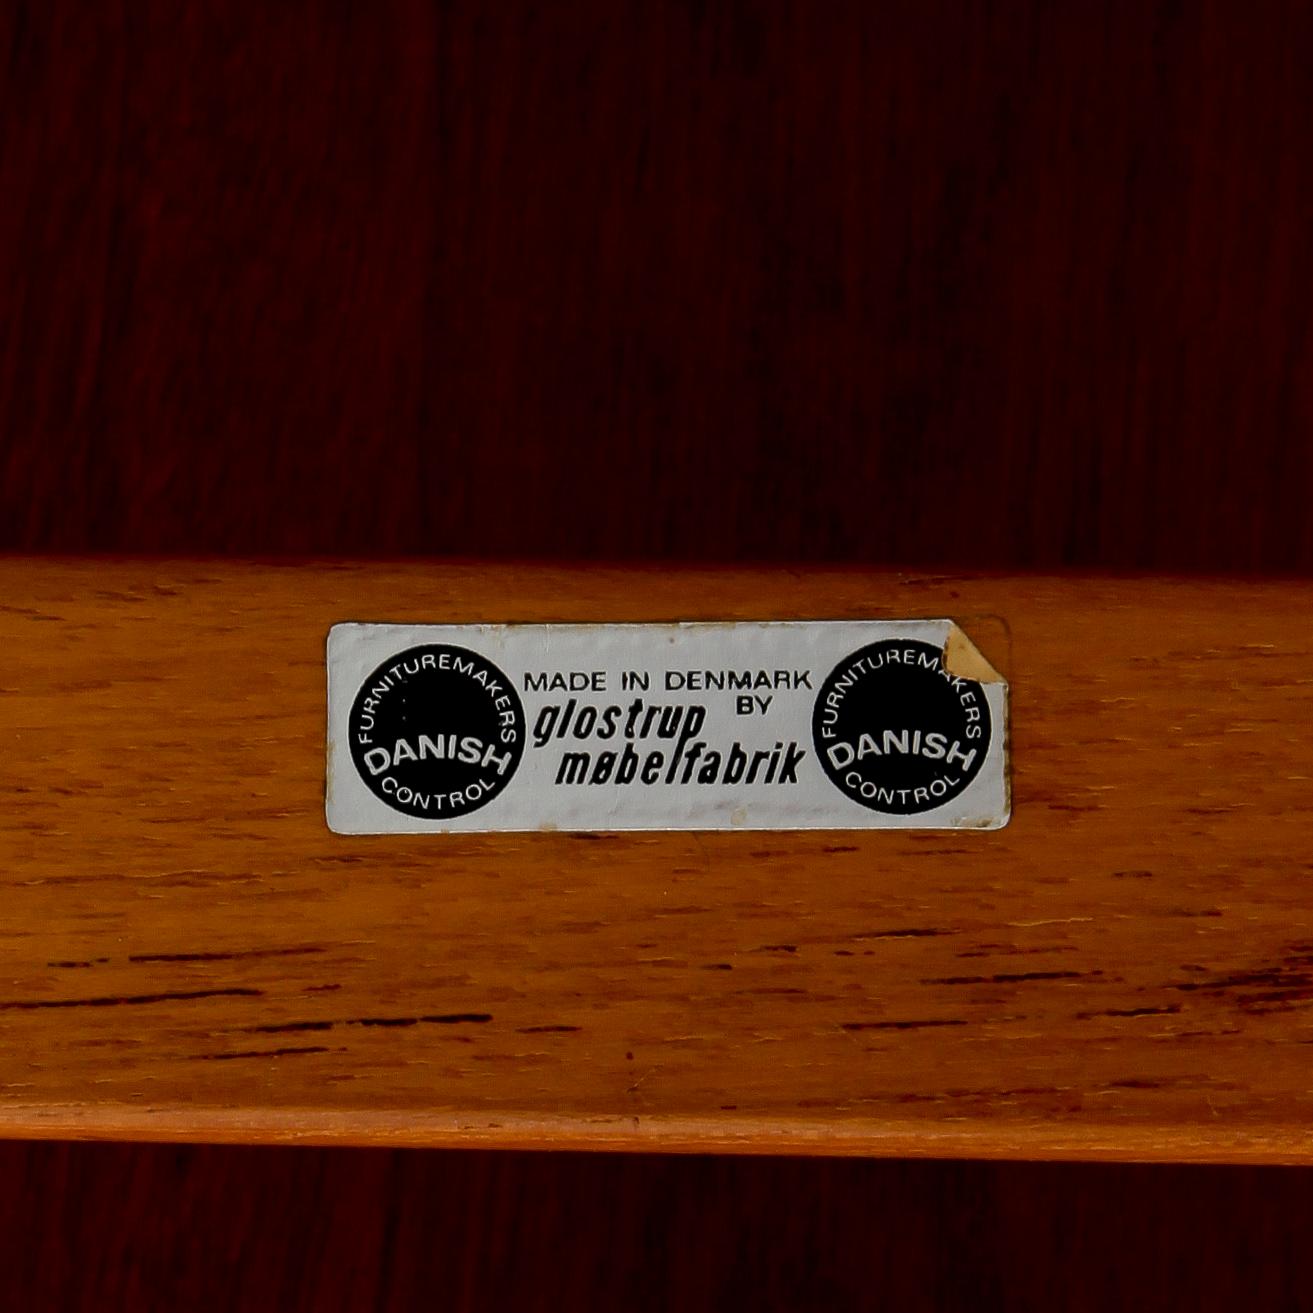 FURNITUREMAKERS
DANISH
CONTROL
MADE IN DENMARK
BY
glostrup
møbelfabrik
FURNITUREMAKERS
DANISH
CONTROL